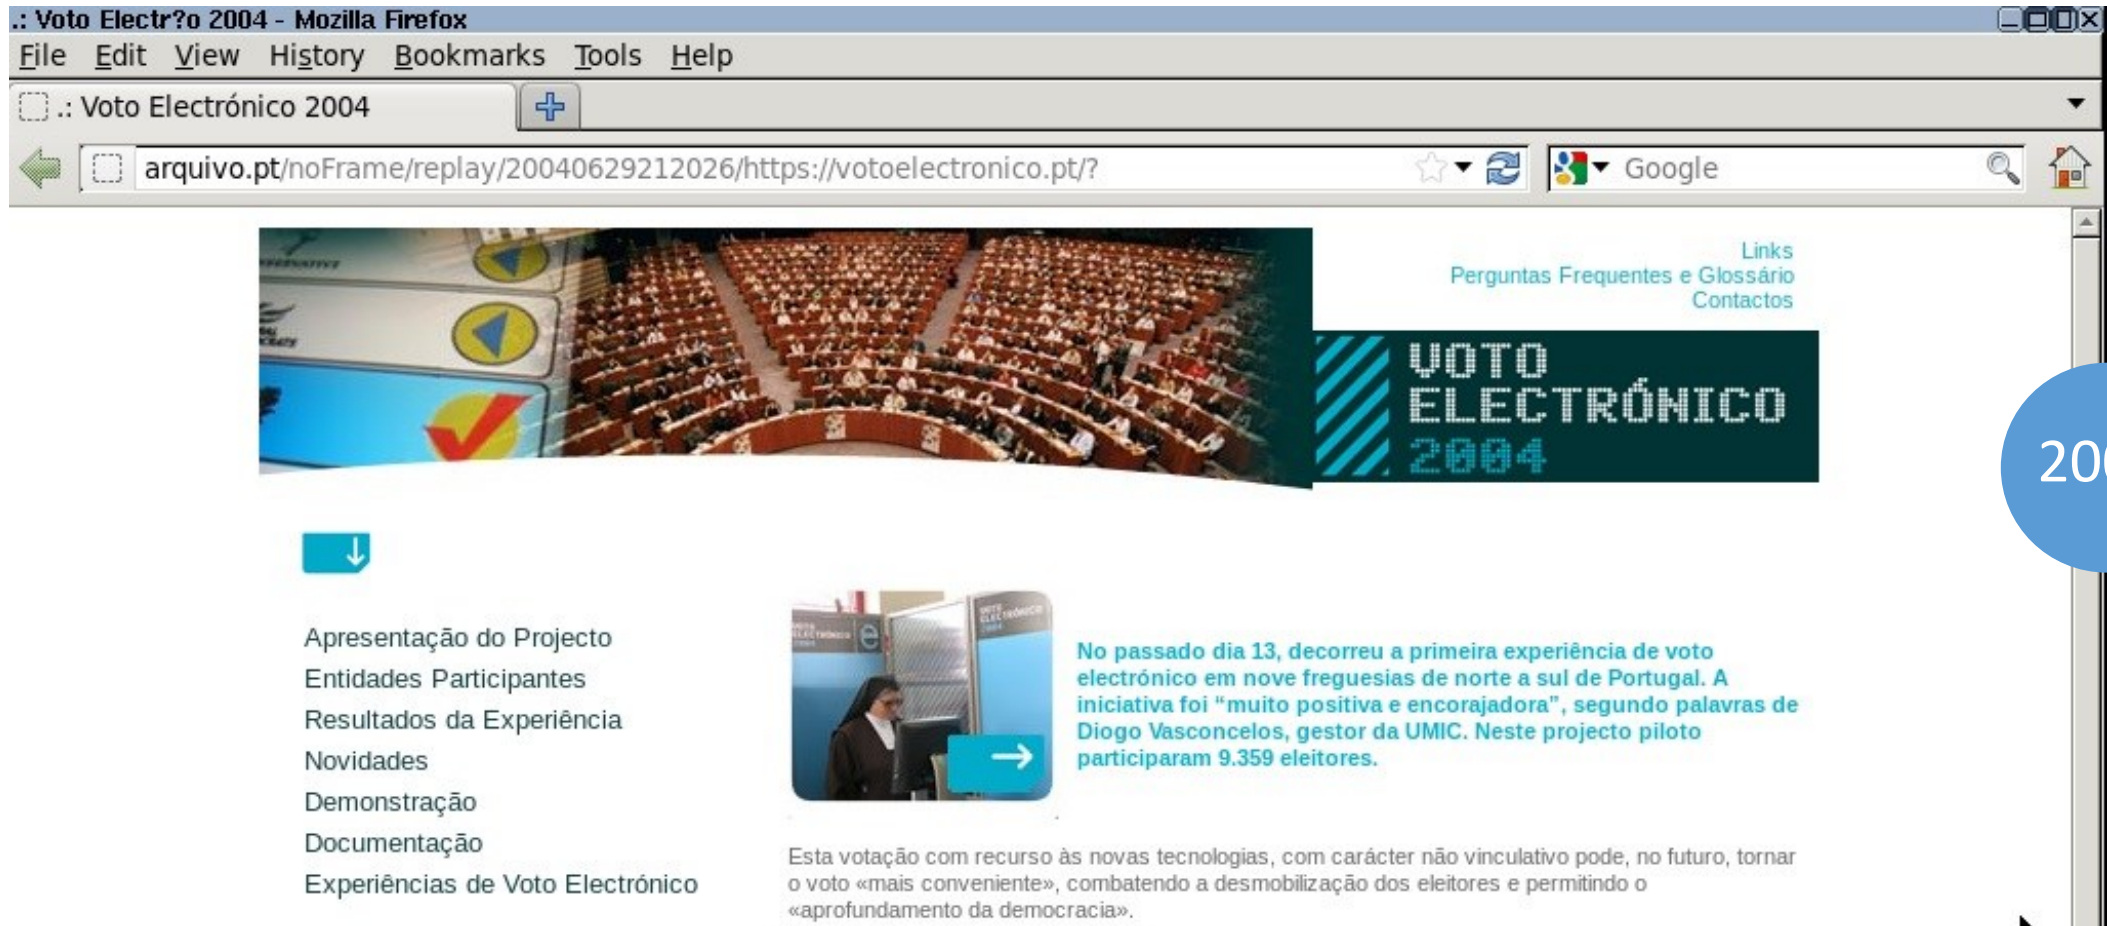 .: Voto Electr?o 2004 - Mozilla Firefox
File Edit View History Bookmarks Tools Help
.: Voto Electrónico 2004
arquivo.pt/noFrame/replay/20040629212026/https://votoelectronico.pt/?
Google
Links
Perguntas Frequentes e Glossário
Contactos
VOTO
ELECTRÓNICO
2004
Apresentação do Projecto
Entidades Participantes
Resultados da Experiência
Novidades
Demonstração
Documentação
Experiências de Voto Electrónico
VOTO
ELECTRÓNICO
2004
No passado dia 13, decorreu a primeira experiência de voto
electrónico em nove freguesias de norte a sul de Portugal. A
iniciativa foi “muito positiva e encorajadora”, segundo palavras de
Diogo Vasconcelos, gestor da UMIC. Neste projecto piloto
participaram 9.359 eleitores.
Esta votação com recurso às novas tecnologias, com carácter não vinculativo pode, no futuro, tornar
o voto «mais conveniente», combatendo a desmobilização dos eleitores e permitindo o
«aprofundamento da democracia».